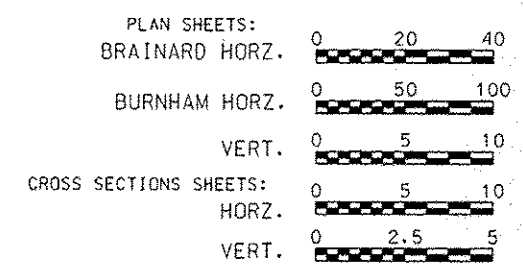 PLAN SHEETS:
BRAINARD HORZ. 0 20 40
BURNHAM HORZ. 0 50 100
VERT. 0 5 10
CROSS SECTIONS SHEETS:
HORZ. 0 5 10
VERT. 0 2.5 5